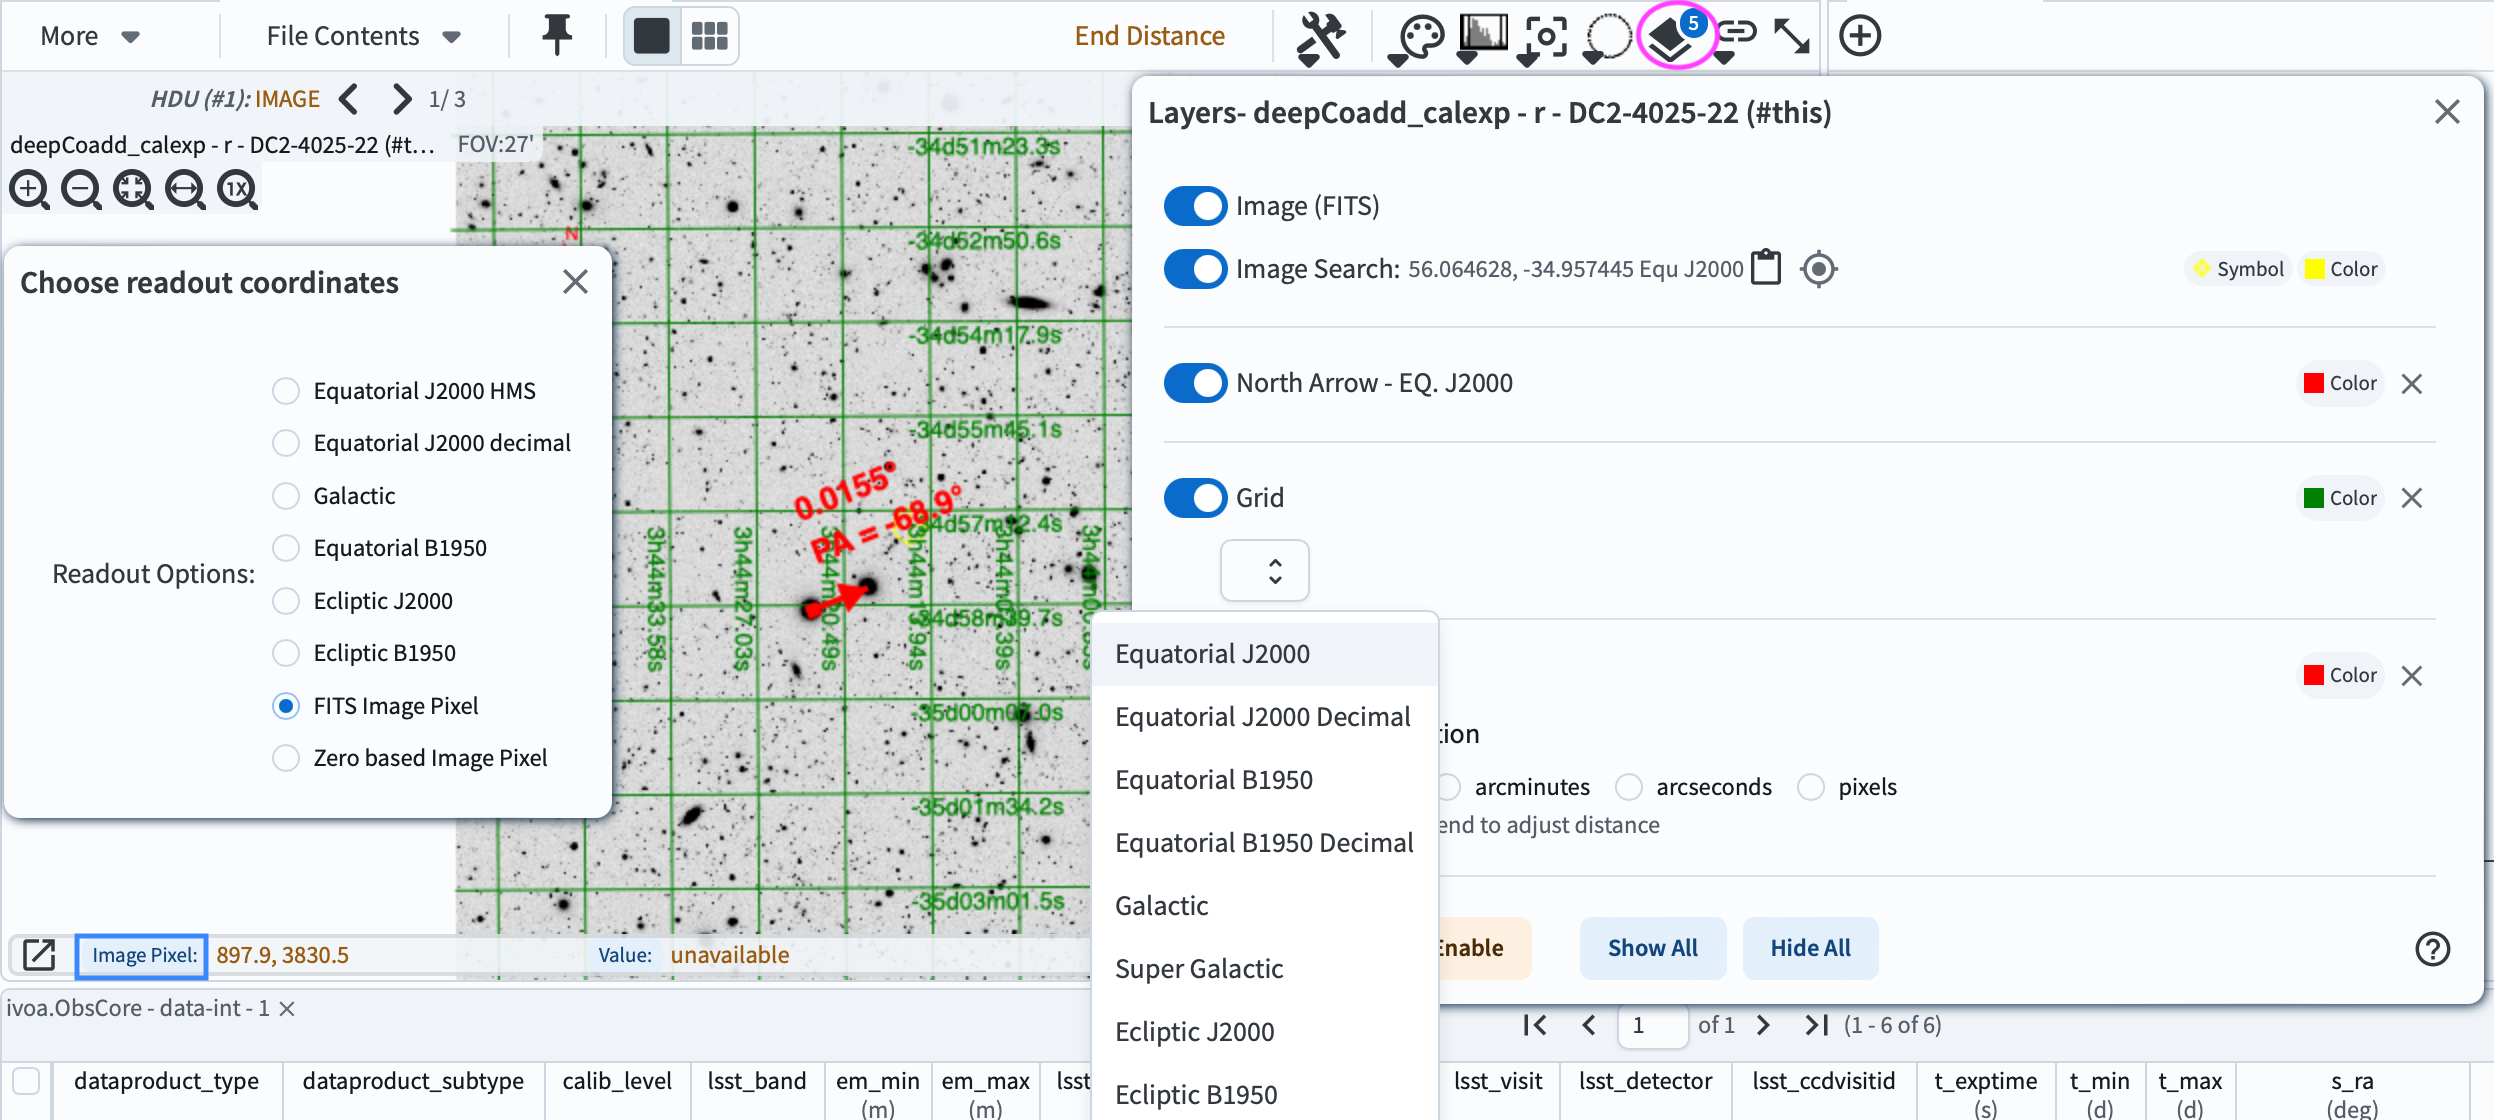 More
File Contents
End Distance
5
HDU (#1): IMAGE 1/ 3
deepCoadd_calexp - r - DC2-4025-22 (#t...
FOV:27'
1X
N
-34d51m23.3s
-34d52m50.6s
-34d54m17.9s
-34d55m45.1s
-34d57m12.4s
-34d58m39.7s
-35d00m07.0s
-35d01m34.2s
-35d03m01.5s
3h44m33.58s
3h44m27.03s
0.0155°
PA = -68.9°
Choose readout coordinates
Readout Options:
Equatorial J2000 HMS
Equatorial J2000 decimal
Galactic
Equatorial B1950
Ecliptic J2000
Ecliptic B1950
FITS Image Pixel
Zero based Image Pixel
Image Pixel: 897.9, 3830.5
Value: unavailable
Layers- deepCoadd_calexp - r - DC2-4025-22 (#this)
Image (FITS)
Image Search: 56.064628, -34.957445 Equ J2000
Symbol Color
North Arrow - EQ. J2000
Color
Grid
Color
Color
Equatorial J2000
Equatorial J2000 Decimal
Equatorial B1950
Equatorial B1950 Decimal
Galactic
Super Galactic
Ecliptic J2000
Ecliptic B1950
tion
arcminutes arcseconds pixels
end to adjust distance
Enable Show All Hide All
ivoa.ObsCore - data-int - 1
1 of 1 (1 - 6 of 6)
dataproduct_type dataproduct_subtype calib_level lsst_band em_min em_max lsst lsst_visit lsst_detector lsst_ccdvisitid t_exptime t_min t_max s_ra
(m) (m) (s) (d) (d) (deg)